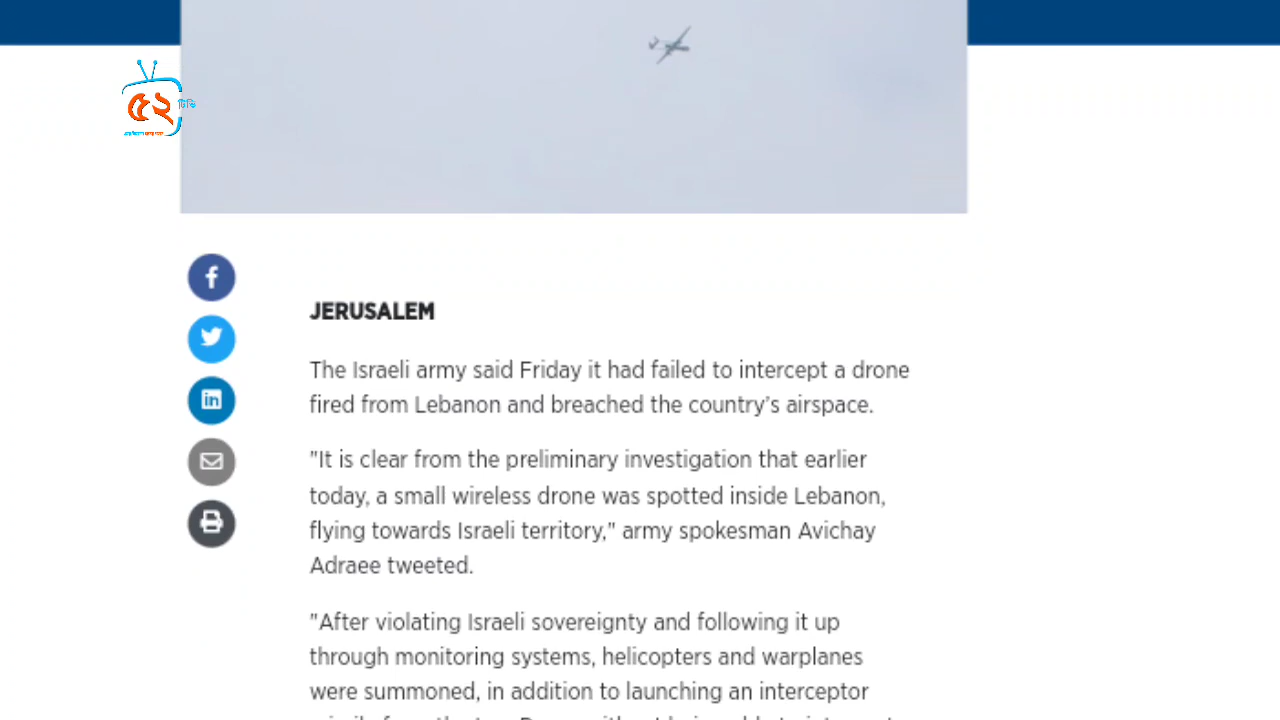 ৫২
টিভি
JERUSALEM
The Israeli army said Friday it had failed to intercept a drone
fired from Lebanon and breached the country's airspace.
"It is clear from the preliminary investigation that earlier
today, a small wireless drone was spotted inside Lebanon,
flying towards Israeli territory," army spokesman Avichay
Adraee tweeted.
"After violating Israeli sovereignty and following it up
through monitoring systems, helicopters and warplanes
were summoned, in addition to launching an interceptor